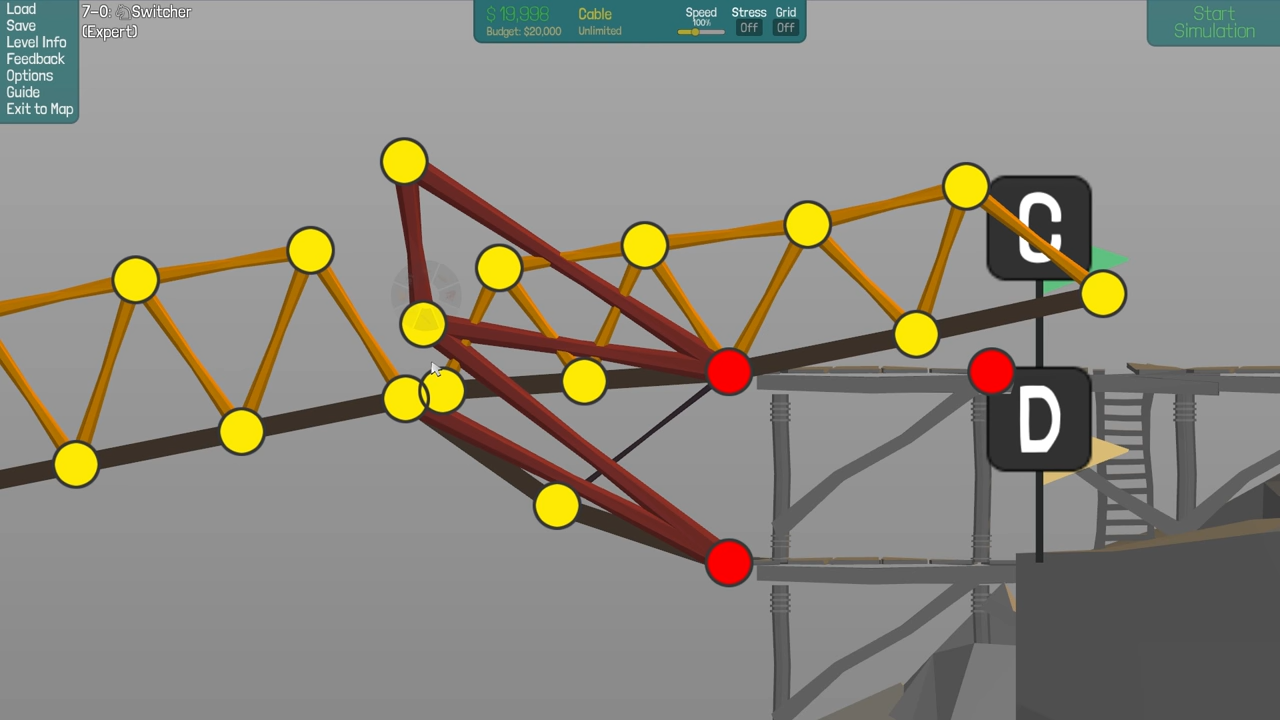 Load
Save
Level Info
Feedback
Options
Guide
Exit to Map
7-0: Switcher
(Expert)
$ 19,998
Budget: $20,000
Cable
Unlimited
Speed
100%
Stress
Off
Grid
Off
Start
Simulation
C
D